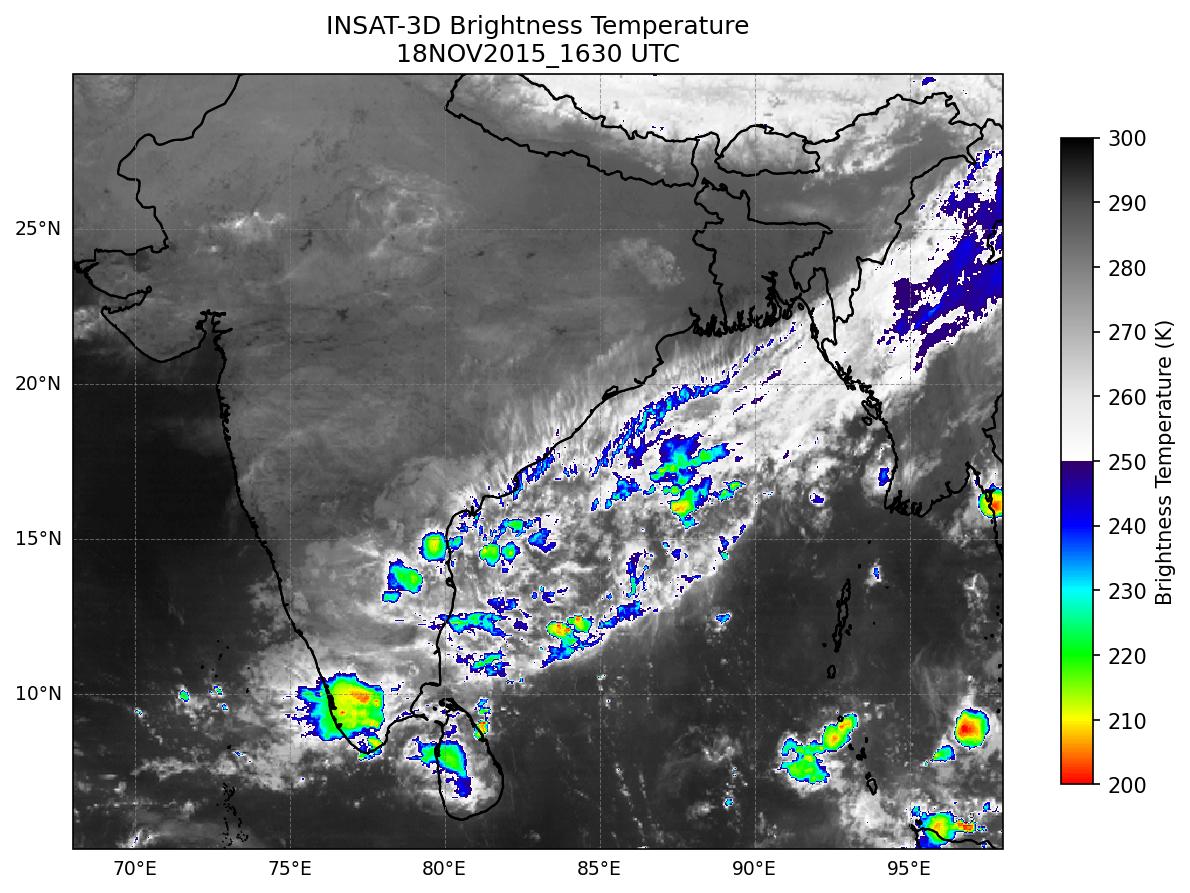 INSAT-3D Brightness Temperature
18NOV2015_1630 UTC
25°N
20°N
15°N
10°N
70°E
75°E
80°E
85°E
90°E
95°E
300
290
280
270
260
250
240
230
220
210
200
Brightness Temperature (K)